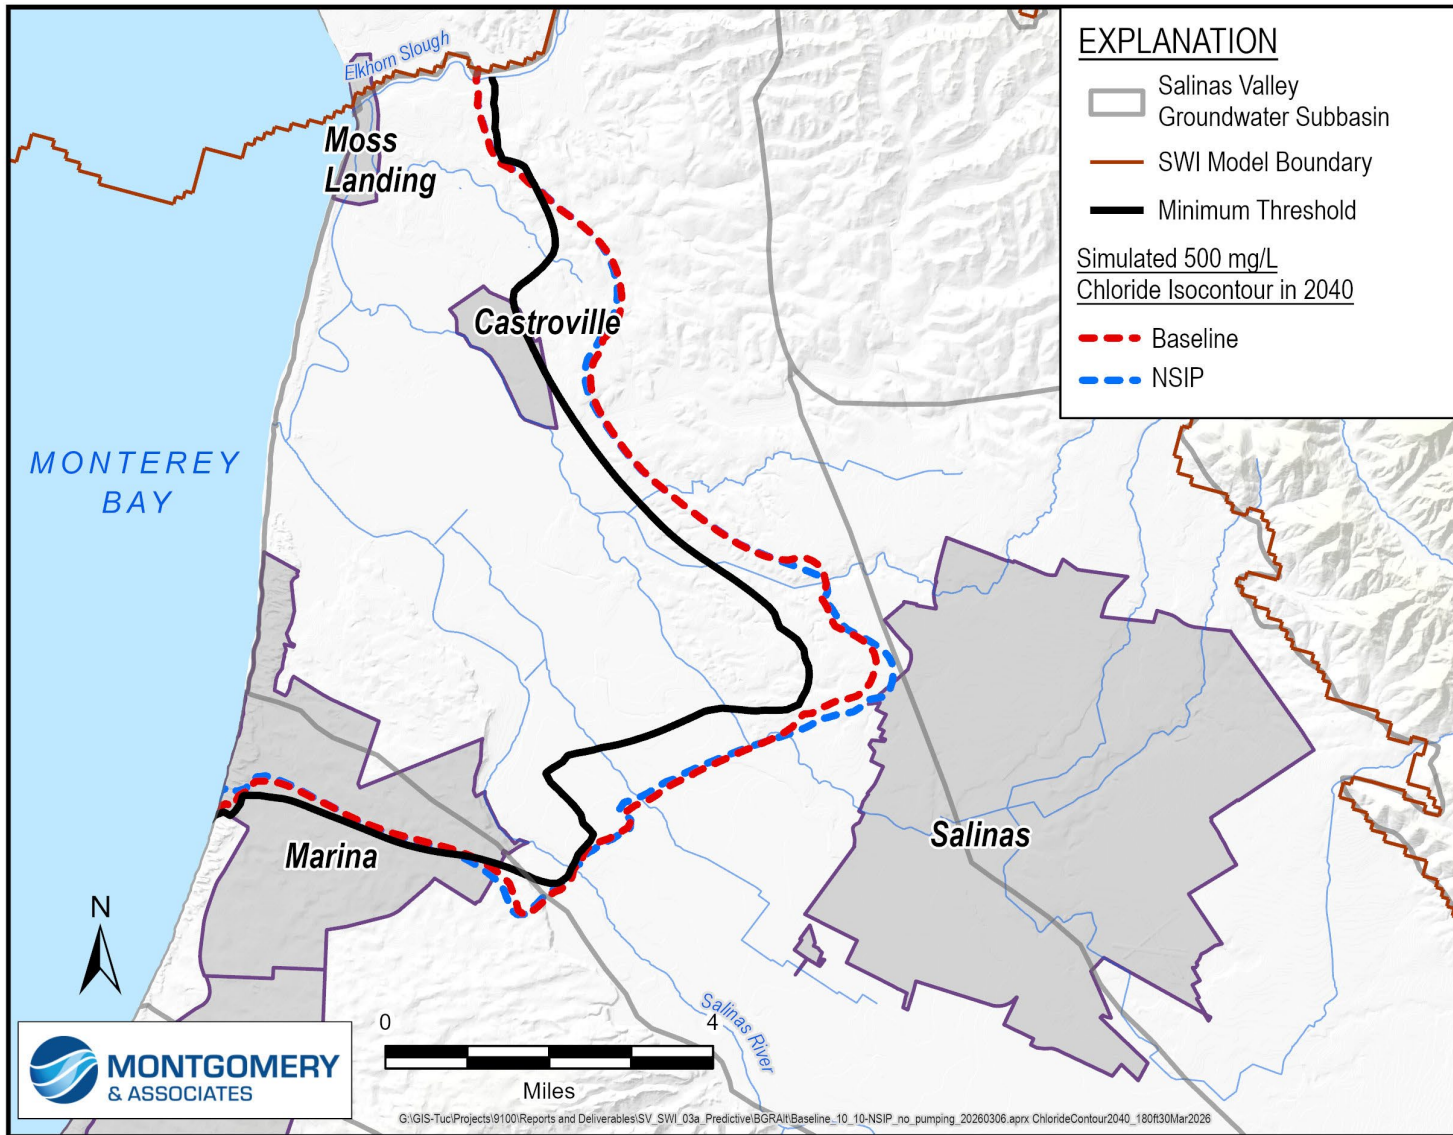 EXPLANATION
Salinas Valley
Groundwater Subbasin
SWI Model Boundary
Minimum Threshold
Simulated 500 mg/L
Chloride Isocontour in 2040
Baseline
NSIP
Elkhorn Slough
Moss
Landing
Castroville
MONTEREY
BAY
Marina
Salinas
N
Salinas River
0 4
Miles
MONTGOMERY
& ASSOCIATES
G:\GIS-Tuc\Projects\9100\Reports and Deliverables\SV_SWI_03a_Predictive\BGRAlt\Baseline_10_10-NSIP_no_pumping_20260306.aprx ChlorideContour2040_180ft30Mar2026